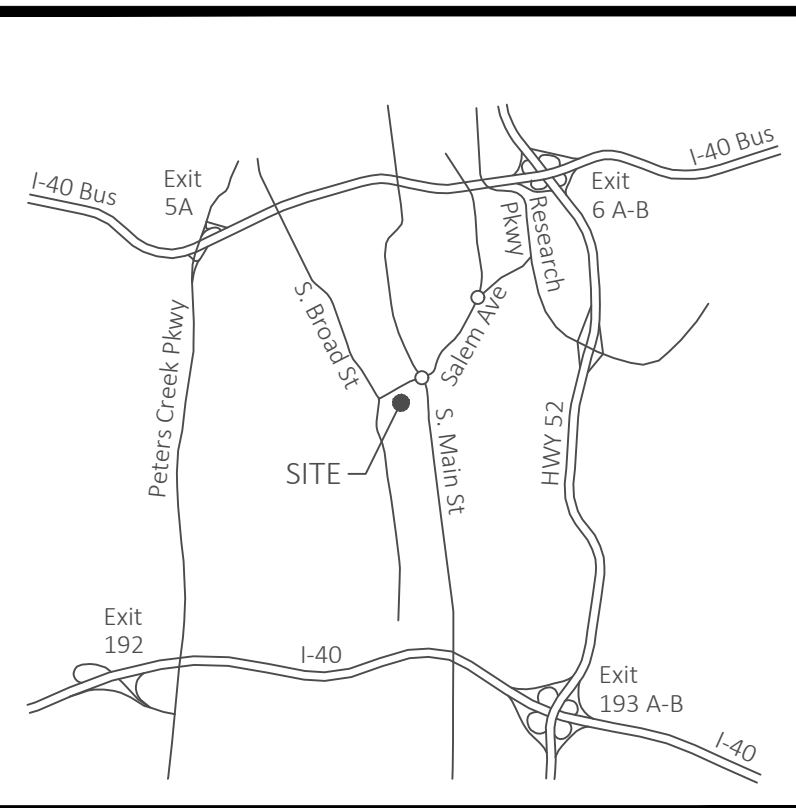 I-40 Bus
Exit
5A
I-40 Bus
Exit
6 A-B
Research
Pkwy
S. Broad St
Salem Ave
Peters Creek Pkwy
HWY 52
S. Main St
SITE
Exit
192
I-40
Exit
193 A-B
I-40